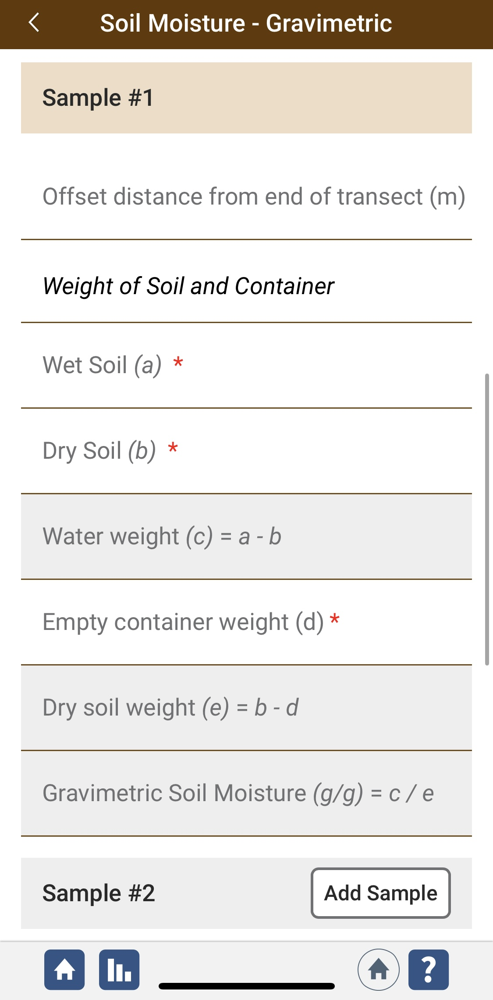 Soil Moisture - Gravimetric
Sample #1
Offset distance from end of transect (m)
Weight of Soil and Container
Wet Soil (a) *
Dry Soil (b) *
Water weight (c) = a - b
Empty container weight (d) *
Dry soil weight (e) = b - d
Gravimetric Soil Moisture (g/g) = c / e
Sample #2
Add Sample
?